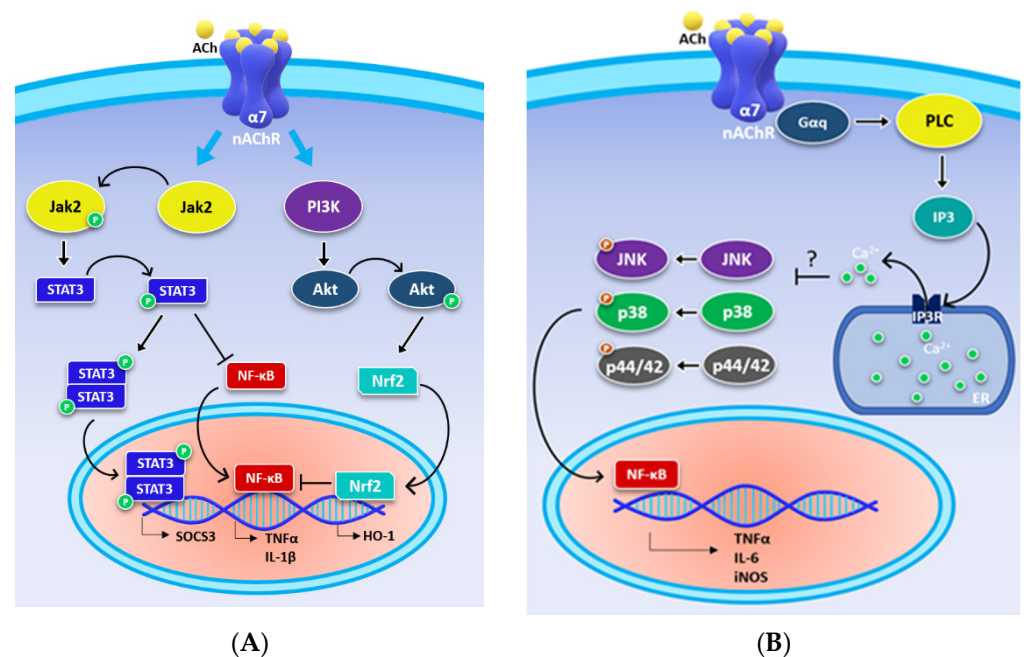 ACh
α7
nAChR
Jak2
P
Jak2
PI3K
STAT3
STAT3
P
Akt
Akt
P
STAT3
STAT3
P
P
NF-κB
Nrf2
STAT3
STAT3
P
P
NF-κB
Nrf2
SOCS3
TNFα
IL-1β
HO-1
(A)
ACh
α7
nAChR
Gαq
PLC
IP3
P
JNK
JNK
?
Ca2+
P
p38
p38
IP3R
Ca2+
P
p44/42
p44/42
ER
NF-κB
TNFα
IL-6
iNOS
(B)